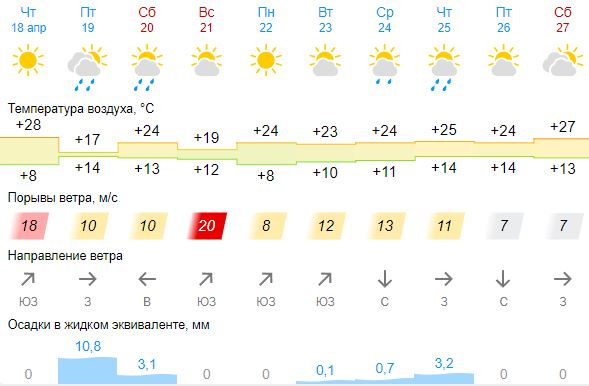 Чт Пт Сб Вс Пн Вт Ср Чт Пт Сб
18 апр 19 20 21 22 23 24 25 26 27
Температура воздуха, °C
+28 +17 +24 +19 +24 +23 +24 +25 +24 +27
+8 +14 +13 +12 +8 +10 +11 +14 +14 +13
Порывы ветра, м/с
18 10 10 20 8 12 13 11 7 7
Направление ветра
ЮЗ З В ЮЗ ЮЗ ЮЗ С З С З
Осадки в жидком эквиваленте, мм
0 10,8 3,1 0 0 0,1 0,7 3,2 0 0